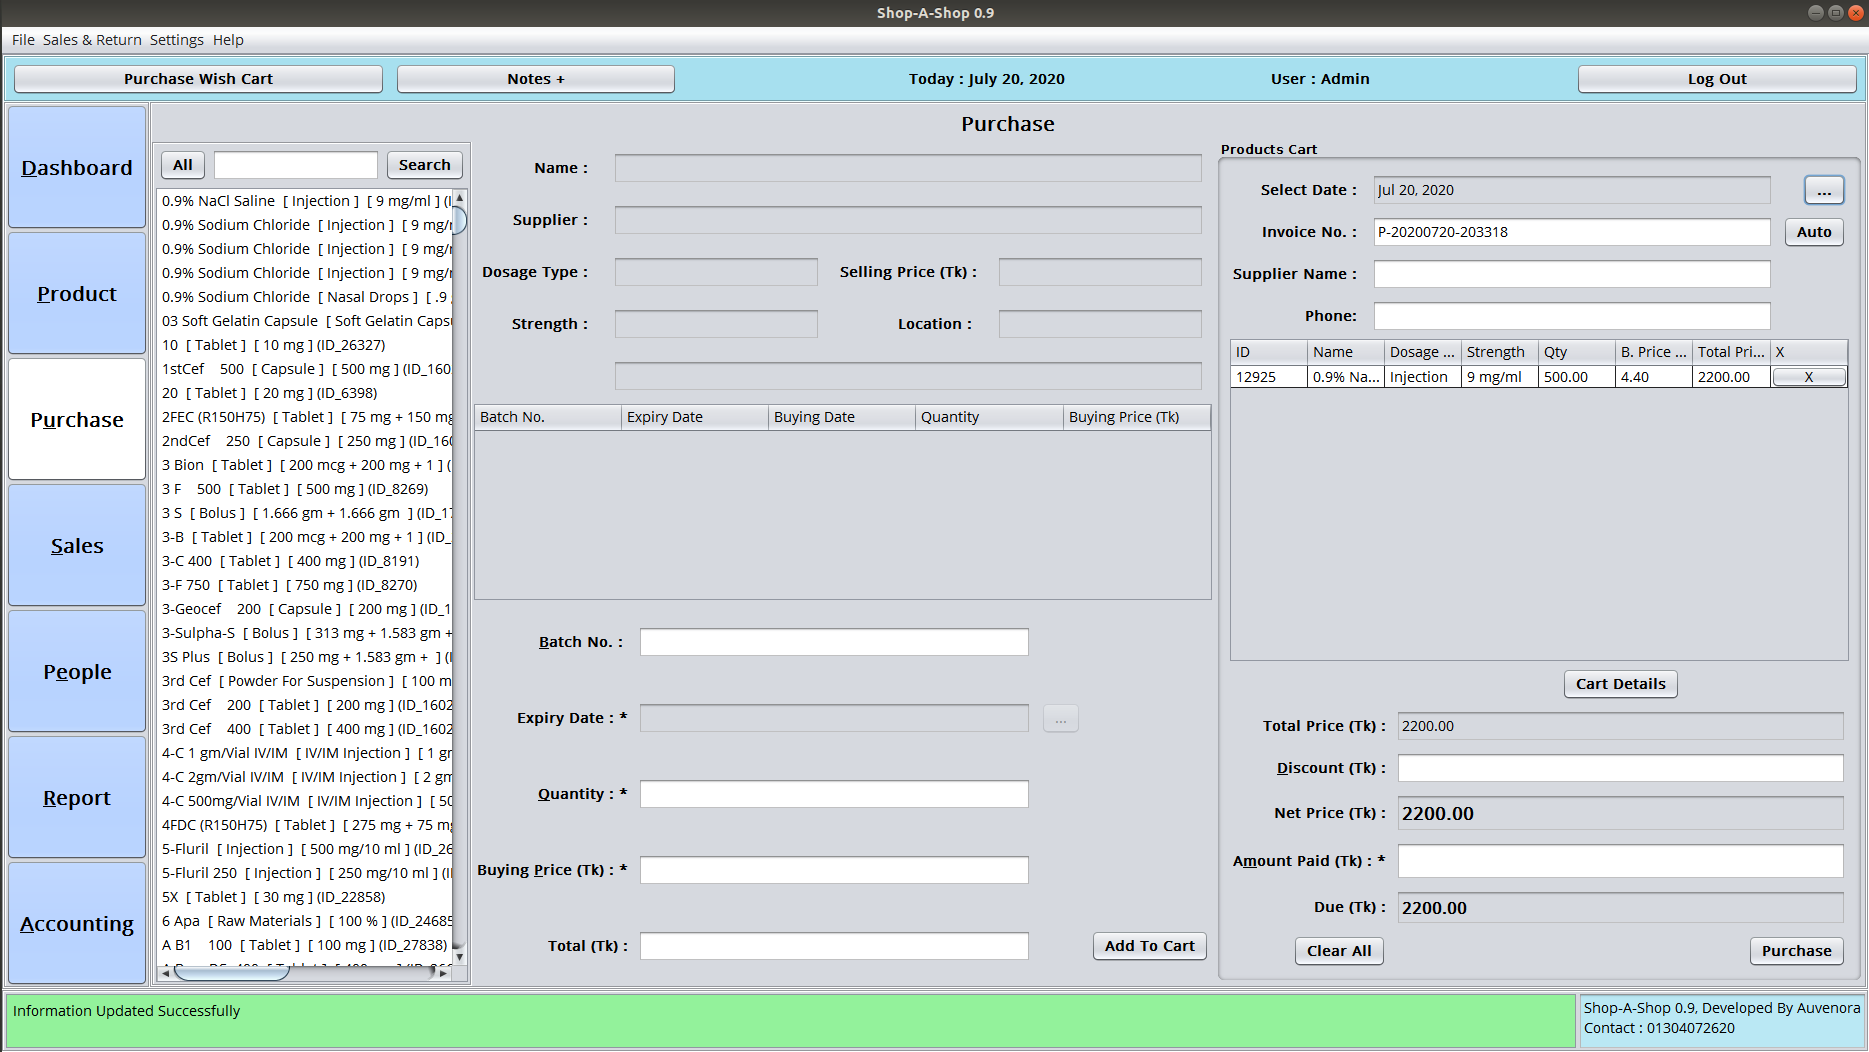 Shop-A-Shop 0.9
File Sales & Return Settings Help
Purchase Wish Cart Notes + Today : July 20, 2020 User : Admin Log Out
Dashboard
Product
Purchase
Sales
People
Report
Accounting
Purchase
All Search
0.9% NaCl Saline [ Injection ] [ 9 mg/ml ] (I
0.9% Sodium Chloride [ Injection ] [ 9 mg/
0.9% Sodium Chloride [ Injection ] [ 9 mg/
0.9% Sodium Chloride [ Injection ] [ 9 mg/
0.9% Sodium Chloride [ Nasal Drops ] [ .9
03 Soft Gelatin Capsule [ Soft Gelatin Caps
10 [ Tablet ] [ 10 mg ] (ID_26327)
1stCef 500 [ Capsule ] [ 500 mg ] (ID_160
20 [ Tablet ] [ 20 mg ] (ID_6398)
2FEC (R150H75) [ Tablet ] [ 75 mg + 150 mg
2ndCef 250 [ Capsule ] [ 250 mg ] (ID_160
3 Bion [ Tablet ] [ 200 mcg + 200 mg + 1 ] (
3 F 500 [ Tablet ] [ 500 mg ] (ID_8269)
3 S [ Bolus ] [ 1.666 gm + 1.666 gm ] (ID_17
3-B [ Tablet ] [ 200 mcg + 200 mg + 1 ] (ID_
3-C 400 [ Tablet ] [ 400 mg ] (ID_8191)
3-F 750 [ Tablet ] [ 750 mg ] (ID_8270)
3-Geocef 200 [ Capsule ] [ 200 mg ] (ID_1
3-Sulpha-S [ Bolus ] [ 313 mg + 1.583 gm +
3S Plus [ Bolus ] [ 250 mg + 1.583 gm + ] (I
3rd Cef [ Powder For Suspension ] [ 100 m
3rd Cef 200 [ Tablet ] [ 200 mg ] (ID_1602
3rd Cef 400 [ Tablet ] [ 400 mg ] (ID_1602
4-C 1 gm/Vial IV/IM [ IV/IM Injection ] [ 1 gr
4-C 2gm/Vial IV/IM [ IV/IM Injection ] [ 2 gm
4-C 500mg/Vial IV/IM [ IV/IM Injection ] [ 50
4FDC (R150H75) [ Tablet ] [ 275 mg + 75 mg
5-Fluril [ Injection ] [ 500 mg/10 ml ] (ID_26
5-Fluril 250 [ Injection ] [ 250 mg/10 ml ] (I
5X [ Tablet ] [ 30 mg ] (ID_22858)
6 Apa [ Raw Materials ] [ 100 % ] (ID_24685
A B1 100 [ Tablet ] [ 100 mg ] (ID_27838)
Name :
Supplier :
Dosage Type : Selling Price (Tk) :
Strength : Location :
Batch No. Expiry Date Buying Date Quantity Buying Price (Tk)
Batch No. :
Expiry Date : * ...
Quantity : *
Buying Price (Tk) : *
Total (Tk) : Add To Cart
Products Cart
Select Date : Jul 20, 2020 ...
Invoice No. : P-20200720-203318 Auto
Supplier Name :
Phone:
ID Name Dosage ... Strength Qty B. Price ... Total Pri... X
12925 0.9% Na... Injection 9 mg/ml 500.00 4.40 2200.00 X
Cart Details
Total Price (Tk) : 2200.00
Discount (Tk) :
Net Price (Tk) : 2200.00
Amount Paid (Tk) : *
Due (Tk) : 2200.00
Clear All Purchase
Information Updated Successfully
Shop-A-Shop 0.9, Developed By Auvenora
Contact : 01304072620